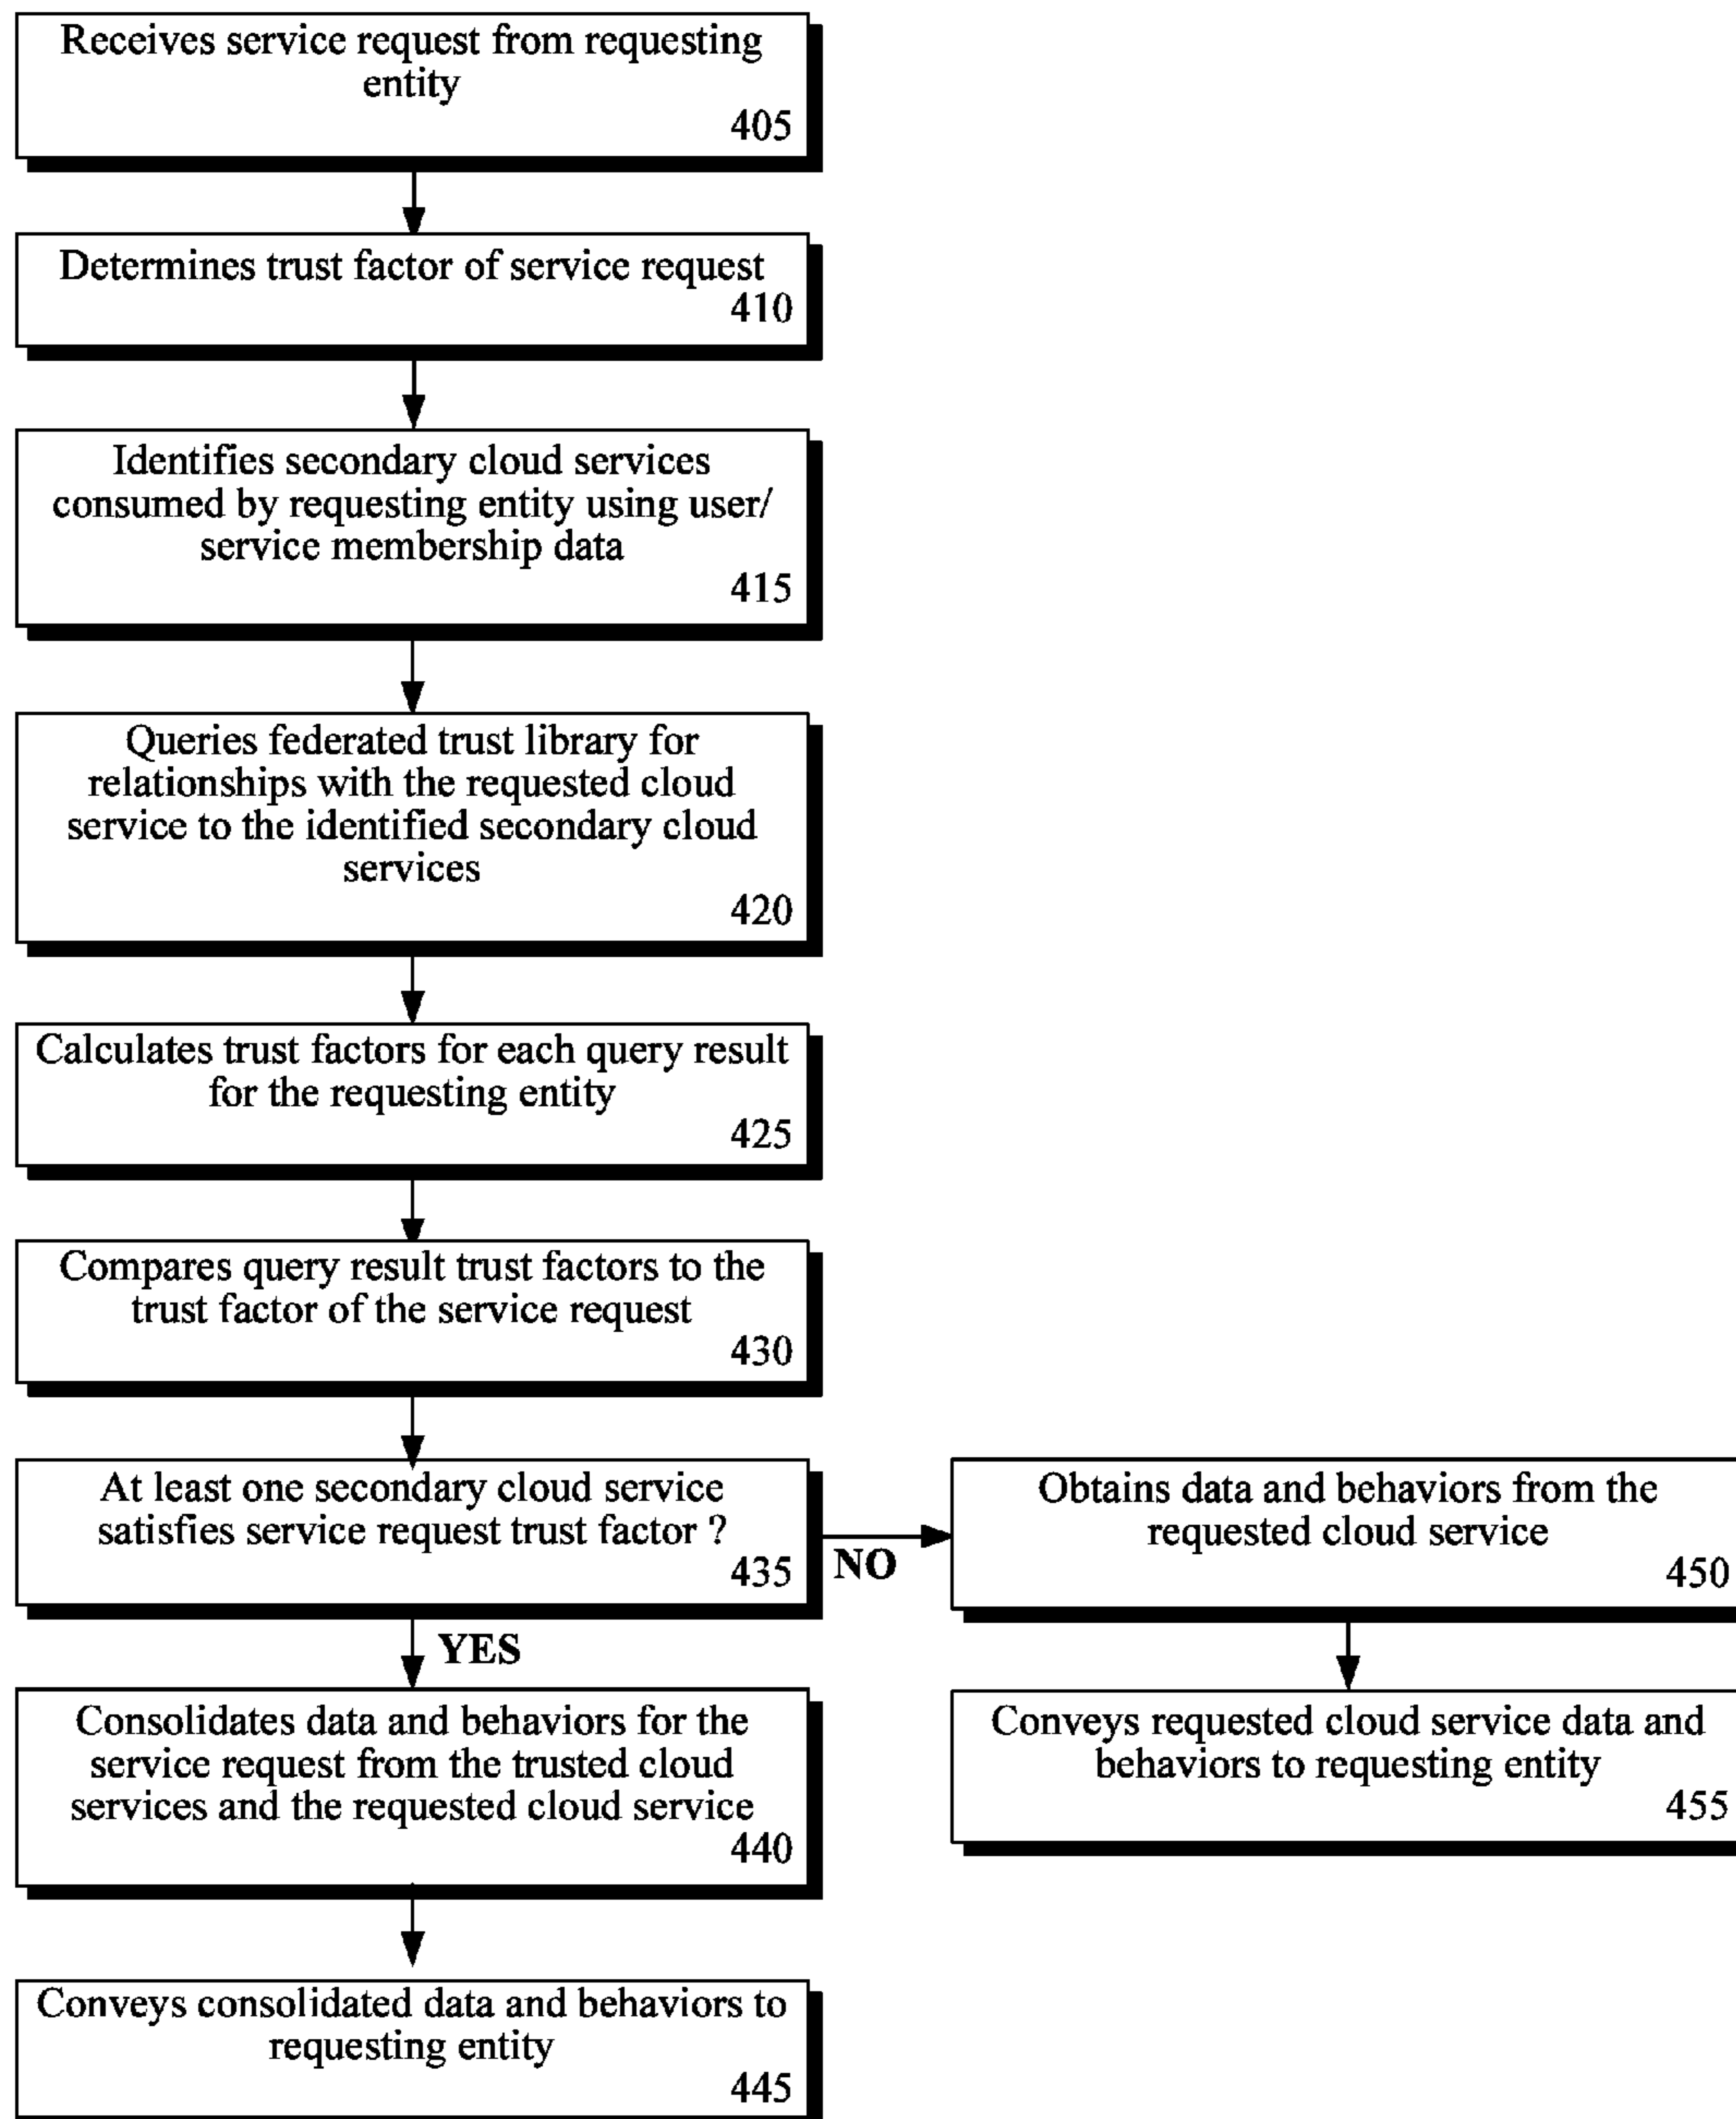 Receives service request from requesting
entity
405
Determines trust factor of service request
410
Identifies secondary cloud services
consumed by requesting entity using user/
service membership data
415
Queries federated trust library for
relationships with the requested cloud
service to the identified secondary cloud
services
420
Calculates trust factors for each query result
for the requesting entity
425
Compares query result trust factors to the
trust factor of the service request
430
At least one secondary cloud service
satisfies service request trust factor ?
435
NO
Obtains data and behaviors from the
requested cloud service
450
Conveys requested cloud service data and
behaviors to requesting entity
455
YES
Consolidates data and behaviors for the
service request from the trusted cloud
services and the requested cloud service
440
Conveys consolidated data and behaviors to
requesting entity
445